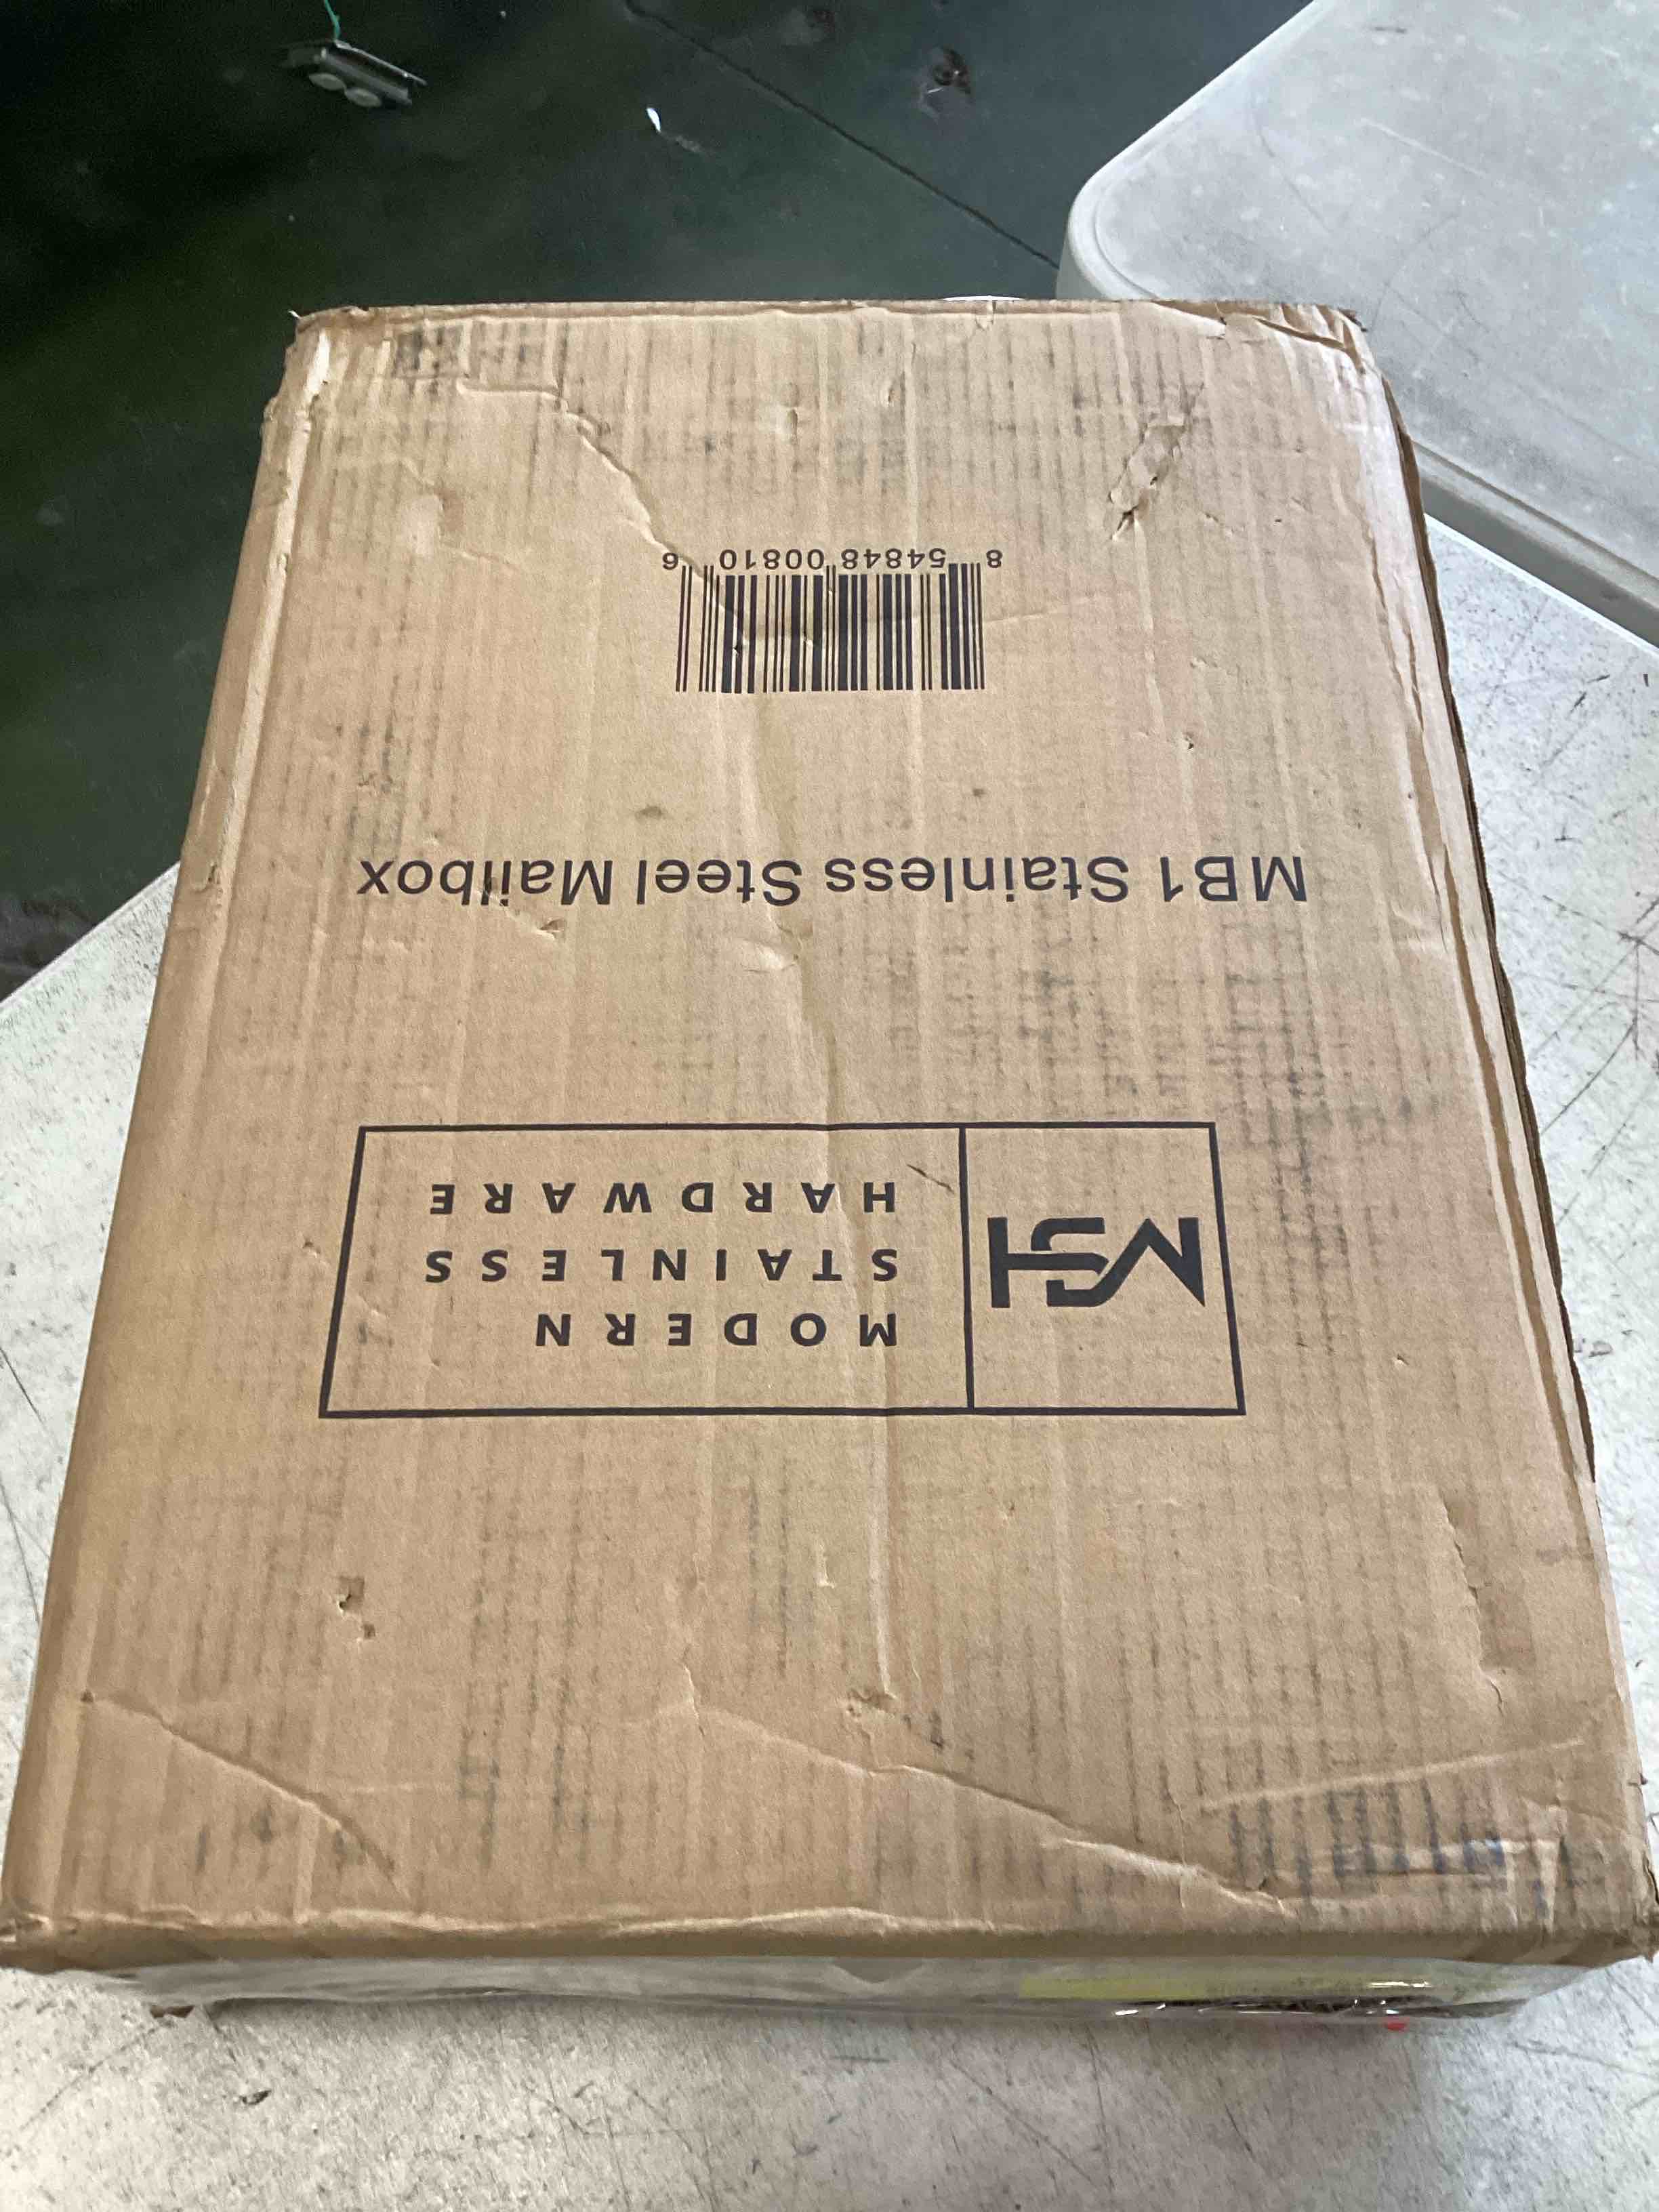 MSH
MODERN
STAINLESS
HARDWARE
MB1 Stainless Steel Mailbox
8 54848 00810 6